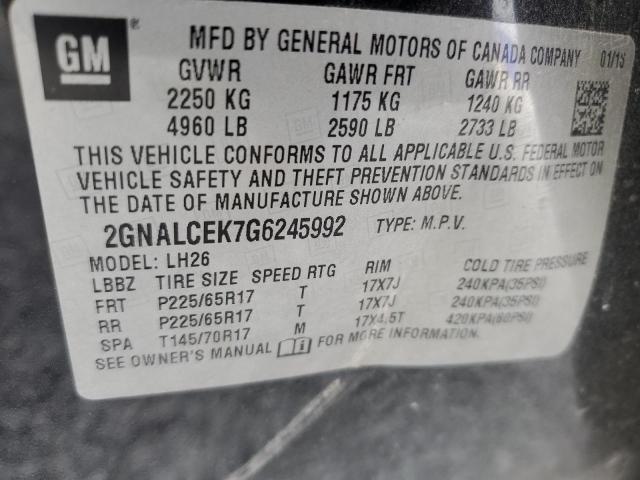 GM ®
MFD BY GENERAL MOTORS OF CANADA COMPANY 01/15
GVWR GAWR FRT GAWR RR
2250 KG 1175 KG 1240 KG
4960 LB 2590 LB 2733 LB
THIS VEHICLE CONFORMS TO ALL APPLICABLE U.S. FEDERAL MOTOR
VEHICLE SAFETY AND THEFT PREVENTION STANDARDS IN EFFECT ON
THE DATE OF MANUFACTURE SHOWN ABOVE.
2GNALCEK7G6245992 TYPE: M.P.V.
MODEL: LH26
LBBZ TIRE SIZE SPEED RTG RIM COLD TIRE PRESSURE
FRT P225/65R17 T 17X7J 240KPA(35PSI)
RR P225/65R17 T 17X7J 240KPA(35PSI)
SPA T145/70R17 M 17X4.5T 420KPA(60PSI)
SEE OWNER'S MANUAL FOR MORE INFORMATION.